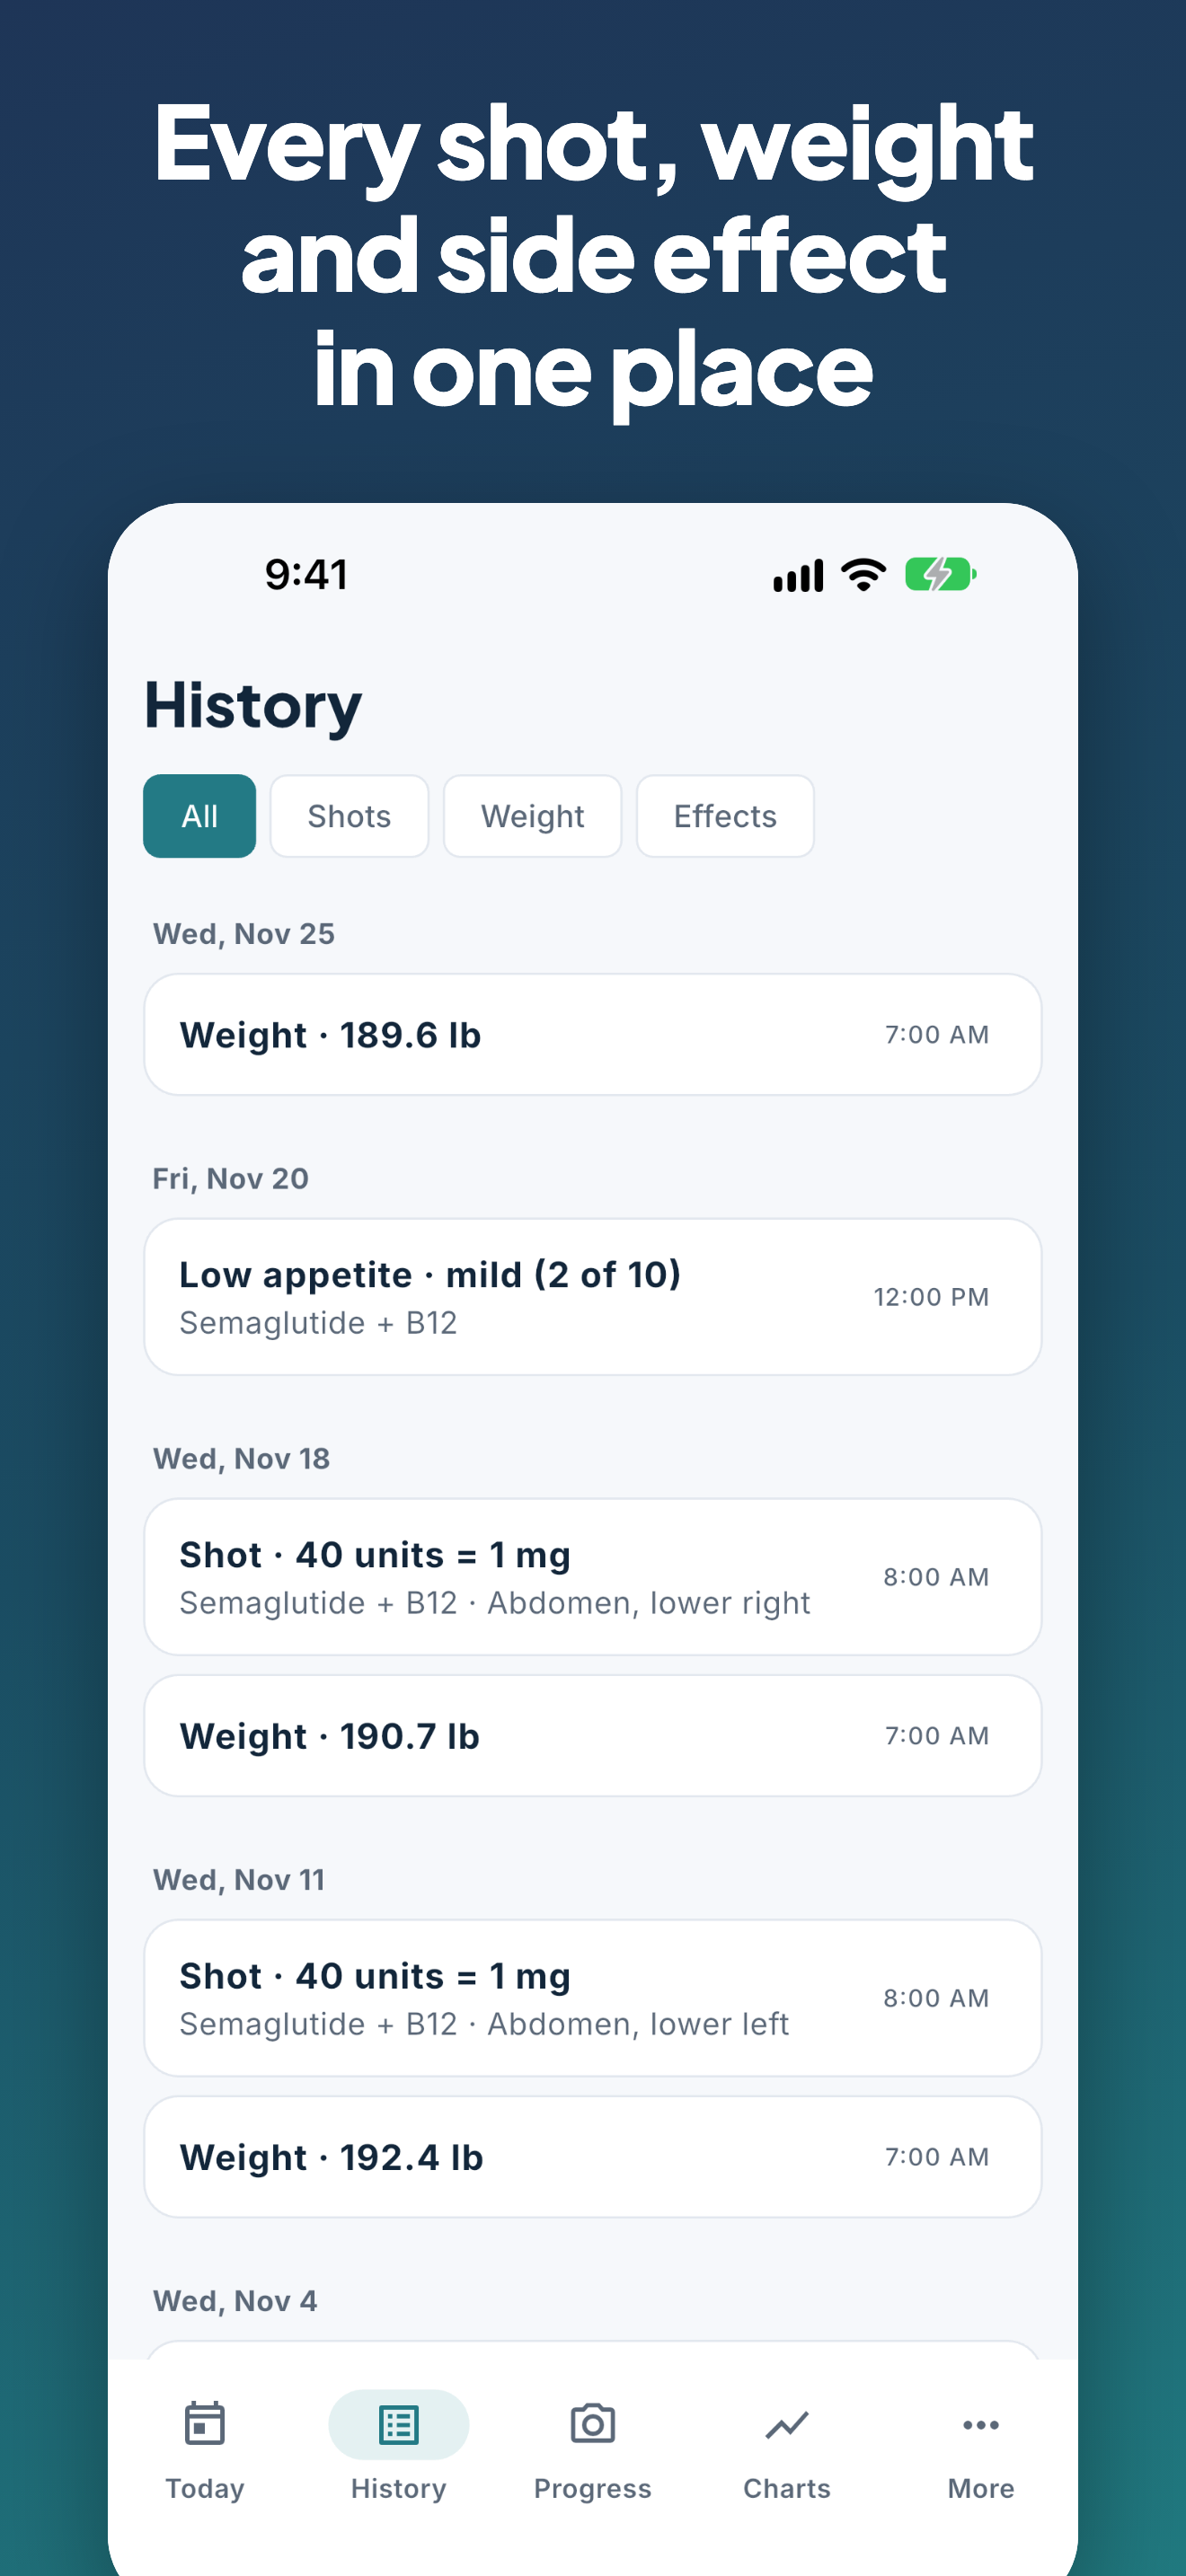 Every shot, weight
and side effect
in one place
9:41
History
All Shots Weight Effects
Wed, Nov 25
Weight · 189.6 lb 7:00 AM
Fri, Nov 20
Low appetite · mild (2 of 10) 12:00 PM
Semaglutide + B12
Wed, Nov 18
Shot · 40 units = 1 mg 8:00 AM
Semaglutide + B12 · Abdomen, lower right
Weight · 190.7 lb 7:00 AM
Wed, Nov 11
Shot · 40 units = 1 mg 8:00 AM
Semaglutide + B12 · Abdomen, lower left
Weight · 192.4 lb 7:00 AM
Wed, Nov 4
Today History Progress Charts More